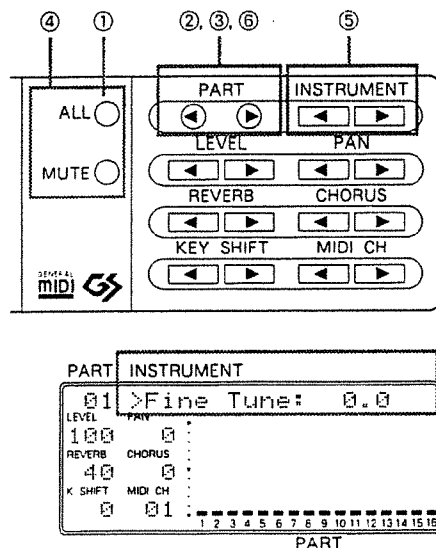 ④ ① ②, ③, ⑥ ⑤
PART INSTRUMENT
ALL
LEVEL PAN
MUTE
REVERB CHORUS
KEY SHIFT MIDI CH
GENERAL
MIDI GS
PART INSTRUMENT
01 >Fine Tune: 0.0
LEVEL PAN
100 0
REVERB CHORUS
40 0
K SHIFT MIDI CH
0 01
1 2 3 4 5 6 7 8 9 10 11 12 13 14 15 16
PART